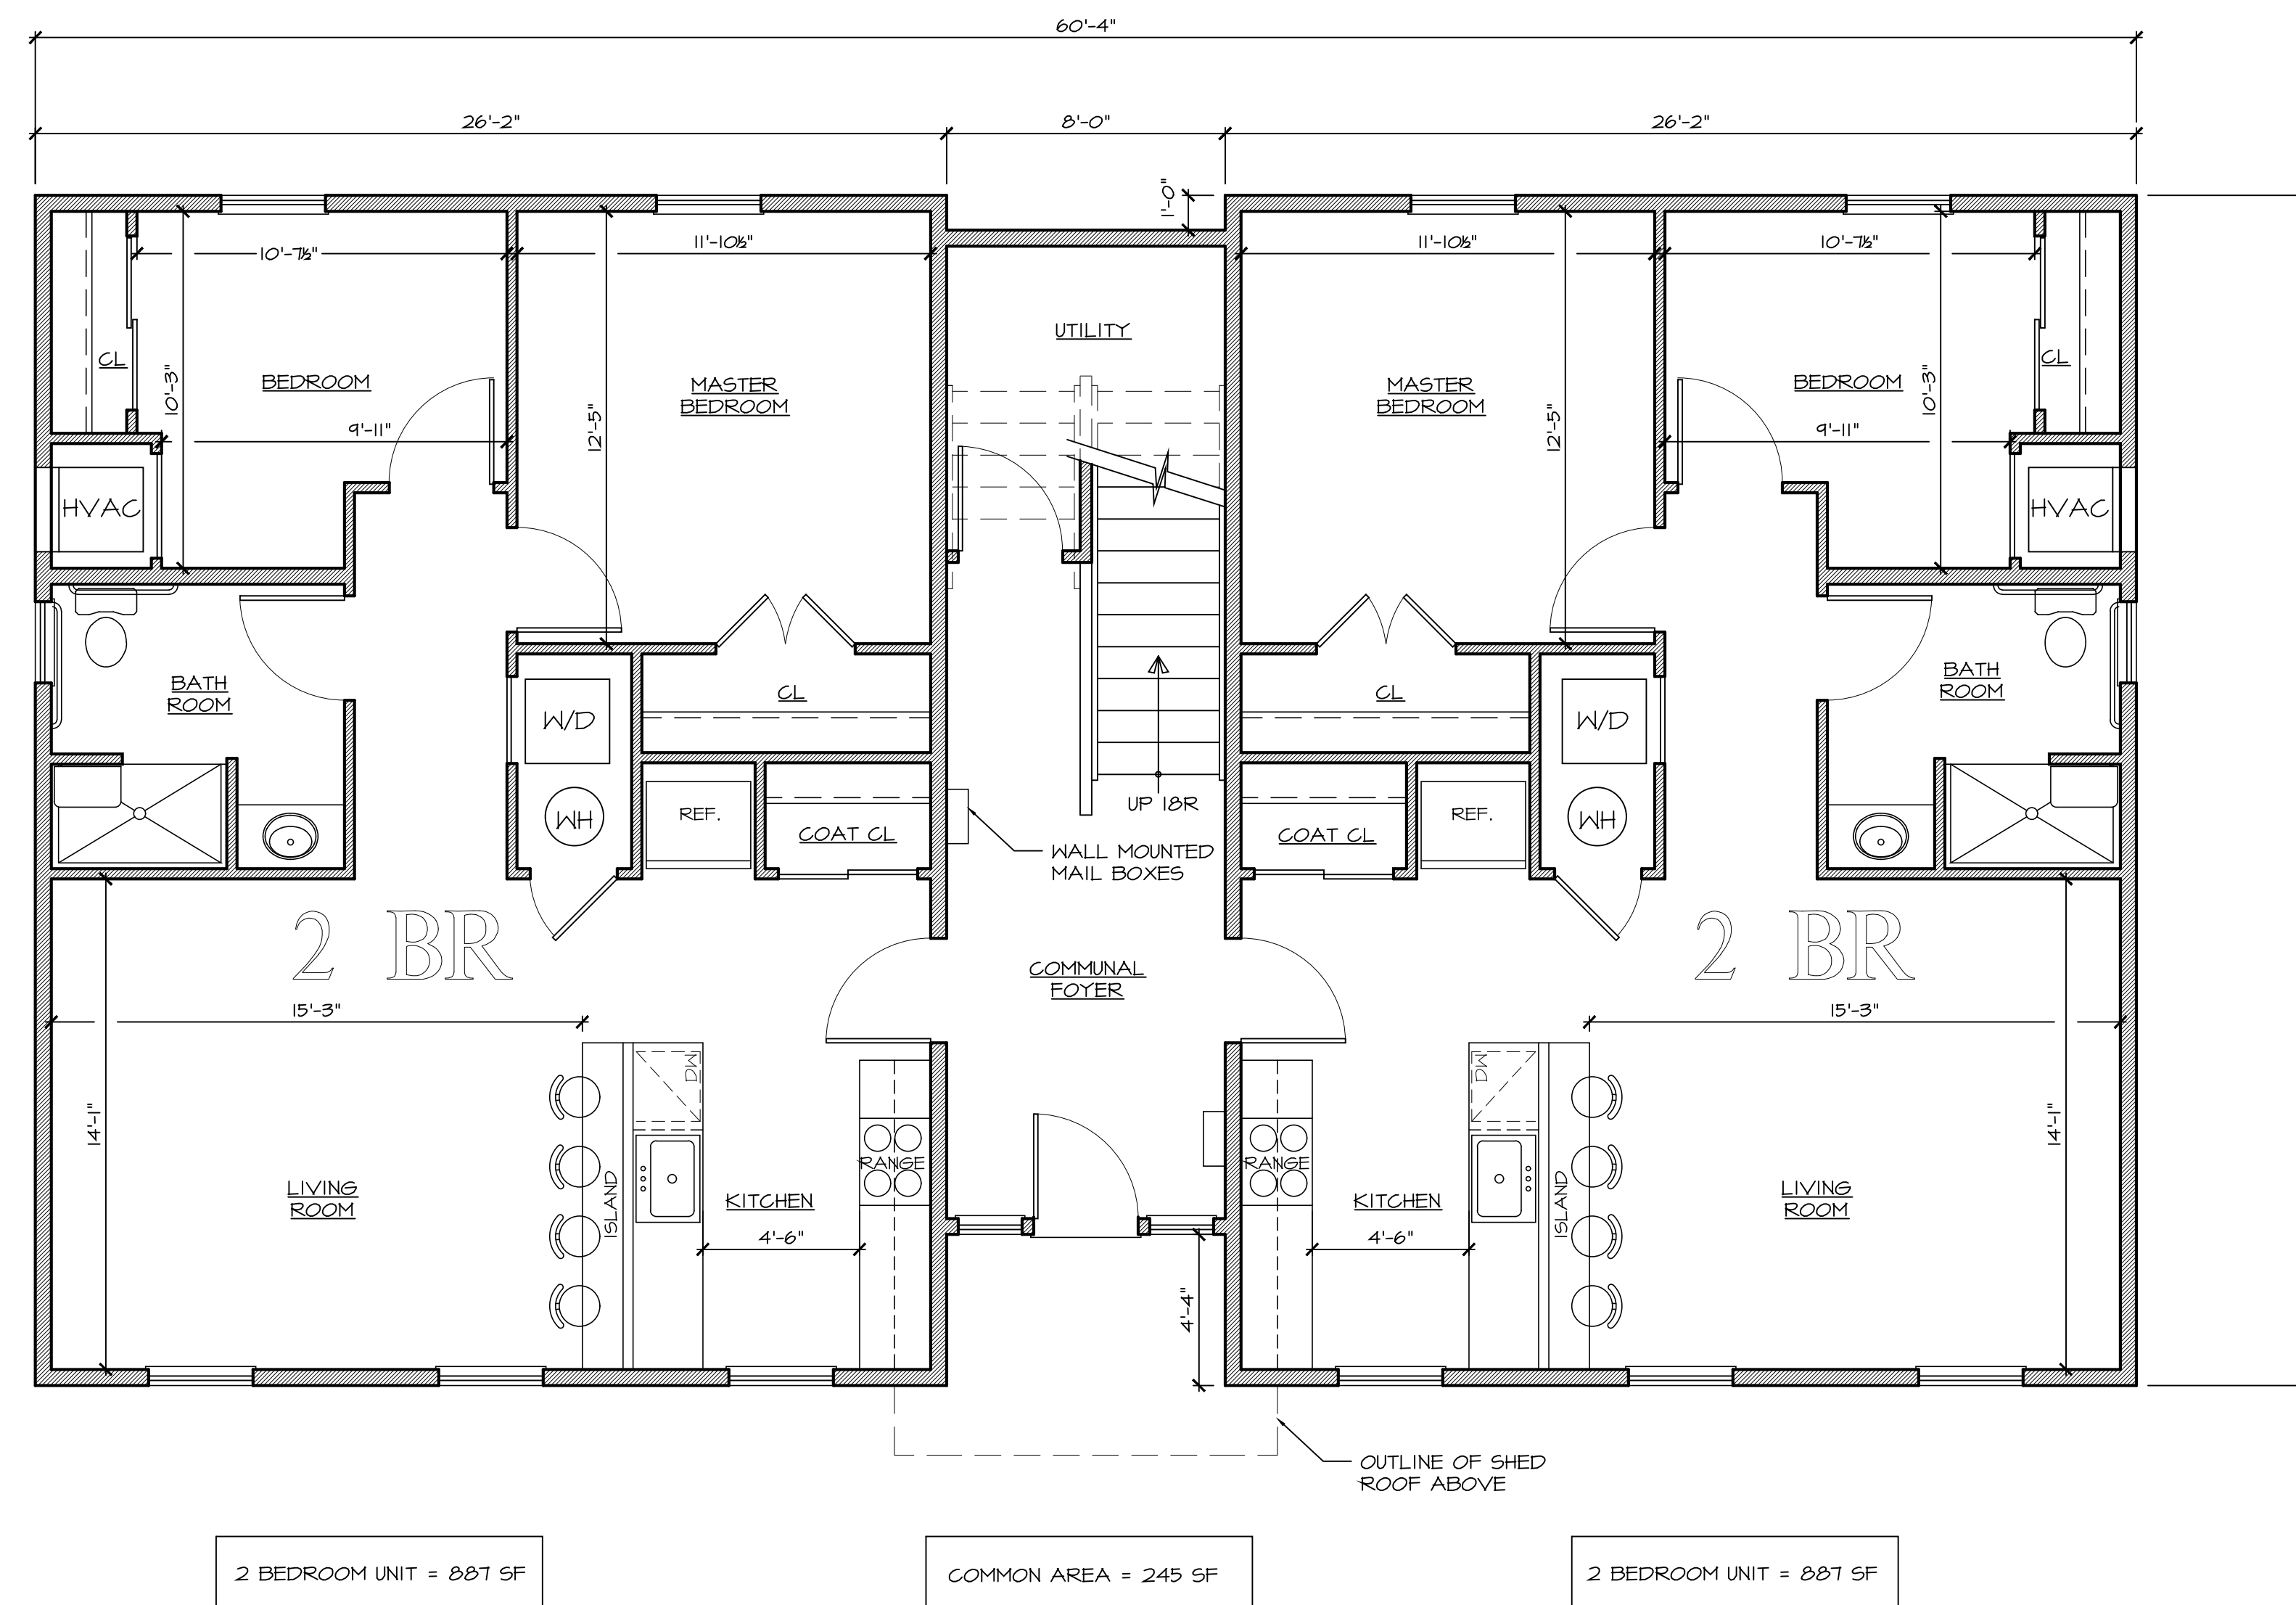 60'-4"
26'-2"
8'-0"
26'-2"
1'-0"
10'-7½"
11'-10½"
11'-10½"
10'-7½"
UTILITY
CL
10'-3"
BEDROOM
MASTER
BEDROOM
9'-11"
12'-5"
MASTER
BEDROOM
12'-5"
BEDROOM
10'-3"
CL
9'-11"
HVAC
HVAC
BATH
ROOM
W/D
CL
CL
W/D
BATH
ROOM
WH
REF.
COAT CL
UP 18R
WALL MOUNTED
MAIL BOXES
COAT CL
REF.
WH
2 BR
2 BR
COMMUNAL
FOYER
15'-3"
15'-3"
DW
DW
14'-1"
14'-1"
RANGE
RANGE
LIVING
ROOM
ISLAND
KITCHEN
4'-6"
KITCHEN
4'-6"
ISLAND
LIVING
ROOM
4'-4"
OUTLINE OF SHED
ROOF ABOVE
2 BEDROOM UNIT = 887 SF
COMMON AREA = 245 SF
2 BEDROOM UNIT = 887 SF